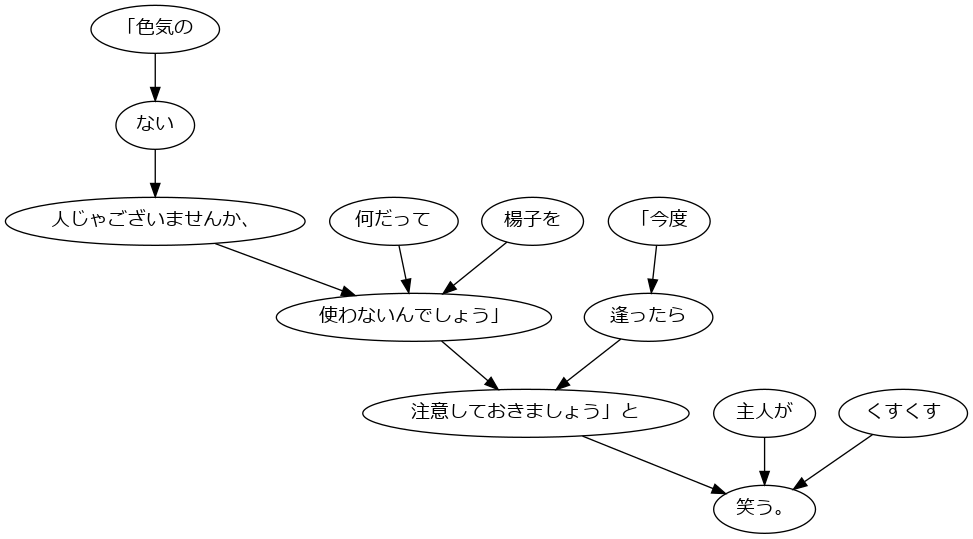 「色気の
ない
人じゃございませんか、
何だって
楊子を
「今度
使わないんでしょう」
逢ったら
注意しておきましょう」と
主人が
くすくす
笑う。